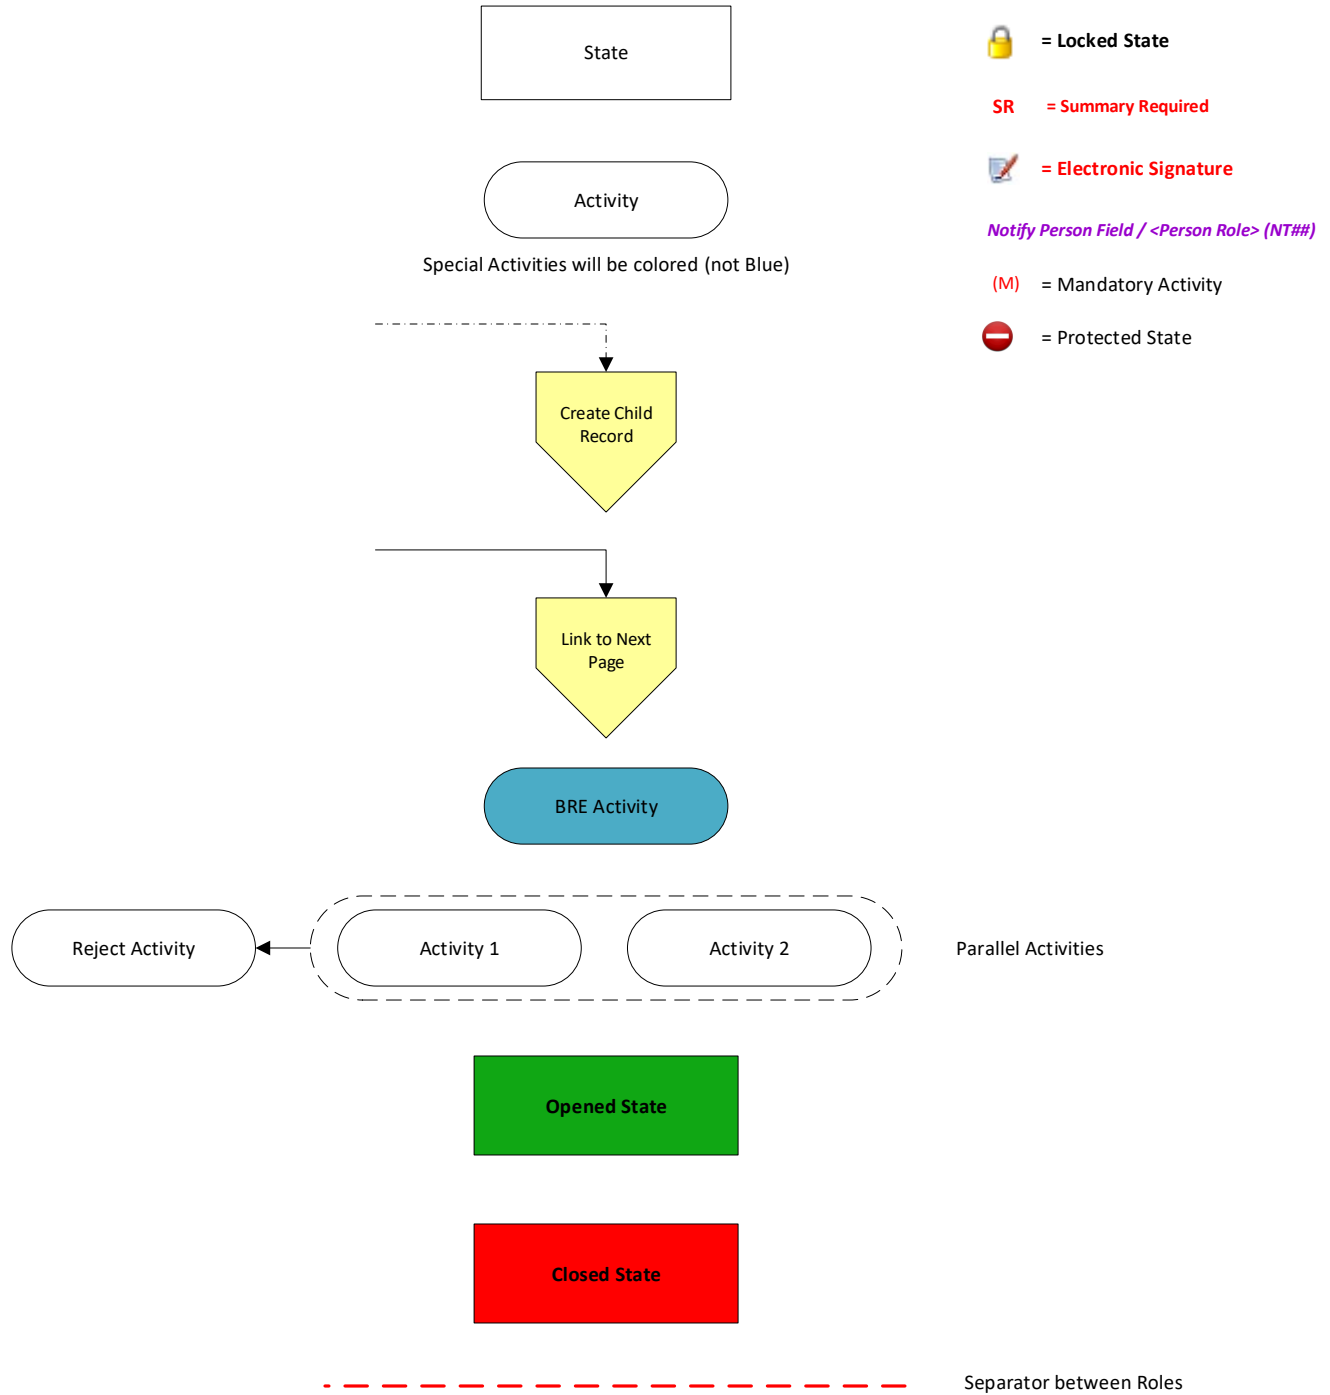 State
= Locked State
SR = Summary Required
= Electronic Signature
Activity
Notify Person Field / <Person Role> (NT##)
Special Activities will be colored (not Blue)
(M) = Mandatory Activity
= Protected State
Create Child
Record
Link to Next
Page
BRE Activity
Reject Activity
Activity 1
Activity 2
Parallel Activities
Opened State
Closed State
Separator between Roles